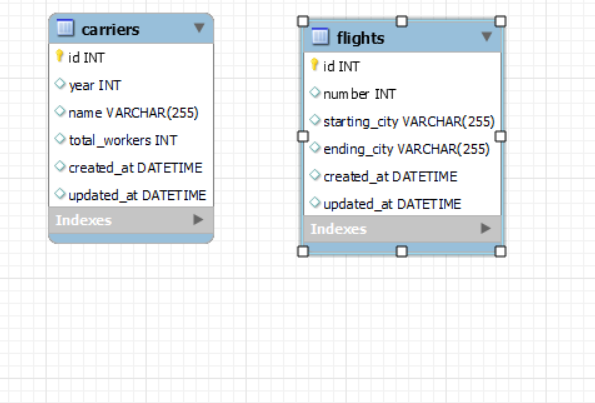 carriers
id INT
year INT
name VARCHAR(255)
total_workers INT
created_at DATETIME
updated_at DATETIME
Indexes
flights
id INT
number INT
starting_city VARCHAR(255)
ending_city VARCHAR(255)
created_at DATETIME
updated_at DATETIME
Indexes